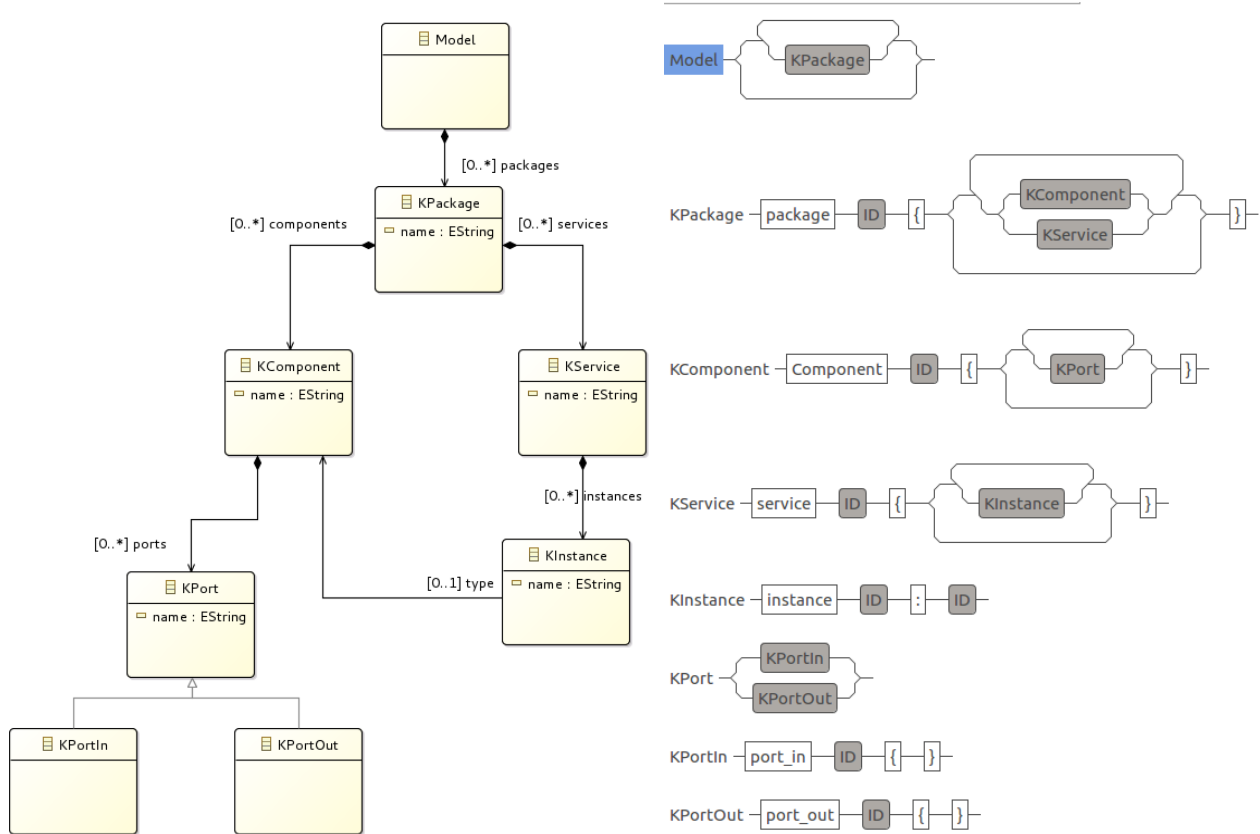 Model
[0..*] packages
KPackage
name : EString
[0..*] components
[0..*] services
KComponent
name : EString
KService
name : EString
[0..*] instances
[0..*] ports
KPort
name : EString
[0..1] type
KInstance
name : EString
KPortIn
KPortOut
Model KPackage
KPackage package ID { KComponent KService }
KComponent Component ID { KPort }
KService service ID { KInstance }
KInstance instance ID : ID
KPort KPortIn KPortOut
KPortIn port_in ID { }
KPortOut port_out ID { }